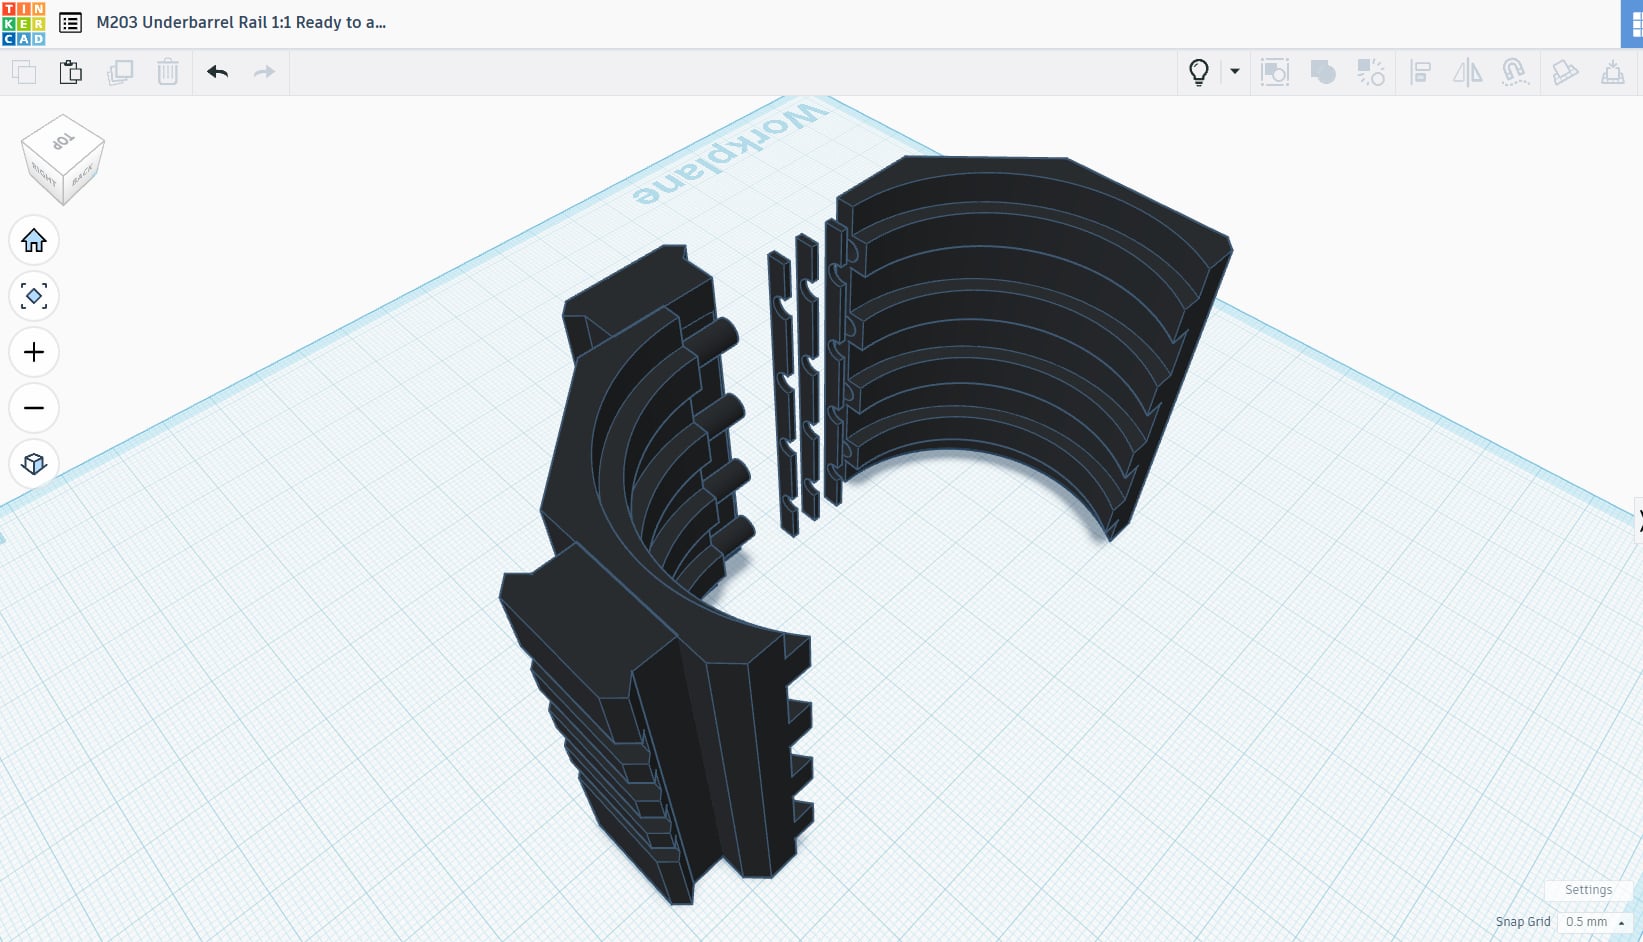 TIN
KER
CAD
M203 Underbarrel Rail 1:1 Ready to a...
Workplane
TOP
RIGHT
BACK
Settings
Snap Grid
0.5 mm